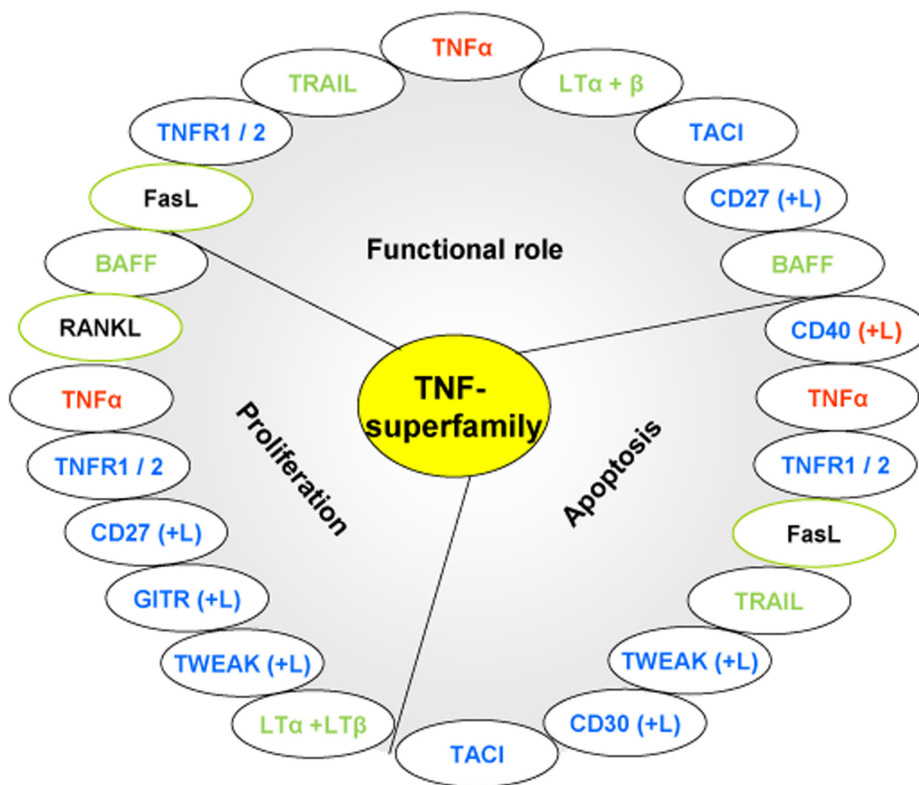 TNFα
TRAIL
LTα + β
TNFR1 / 2
TACI
FasL
CD27 (+L)
Functional role
BAFF
BAFF
RANKL
CD40 (+L)
TNF-
superfamily
TNFα
TNFα
Proliferation
Apoptosis
TNFR1 / 2
TNFR1 / 2
CD27 (+L)
FasL
GITR (+L)
TRAIL
TWEAK (+L)
TWEAK (+L)
LTα +LTβ
CD30 (+L)
TACI